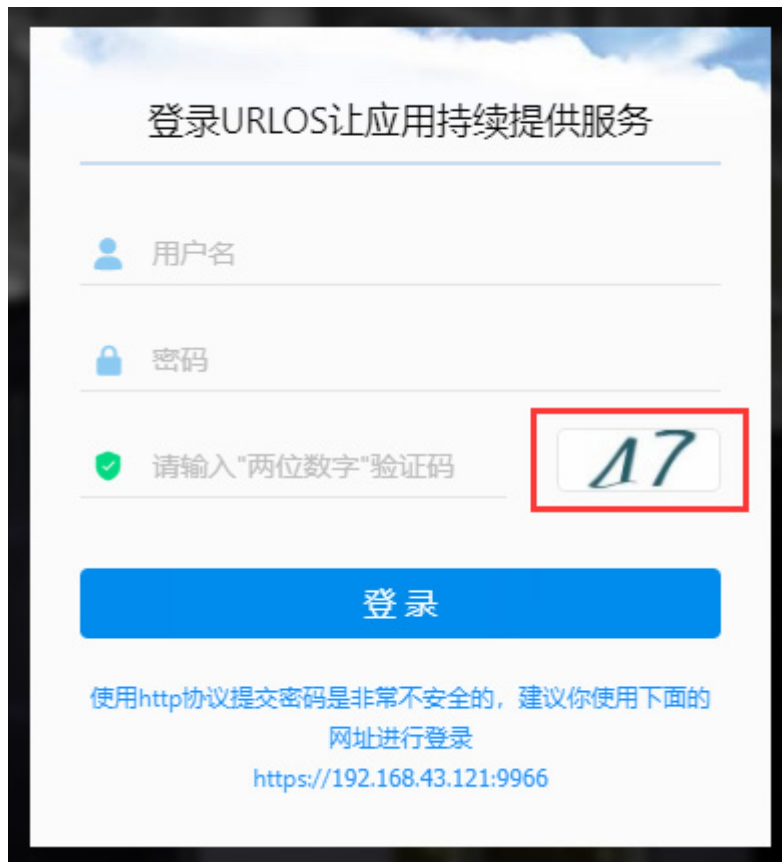 登录URLOS让应用持续提供服务
用户名
密码
请输入"两位数字"验证码
登录
使用http协议提交密码是非常不安全的，建议你使用下面的
网址进行登录
https://192.168.43.121:9966